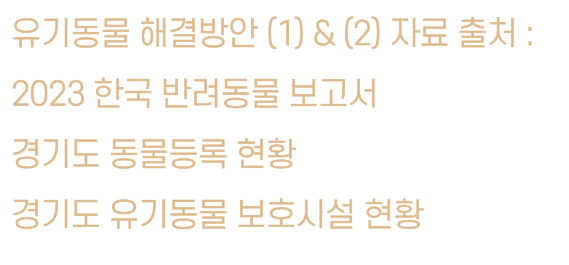 유기동물 해결방안 (1) & (2) 자료 출처 :
2023 한국 반려동물 보고서
경기도 동물등록 현황
경기도 유기동물 보호시설 현황